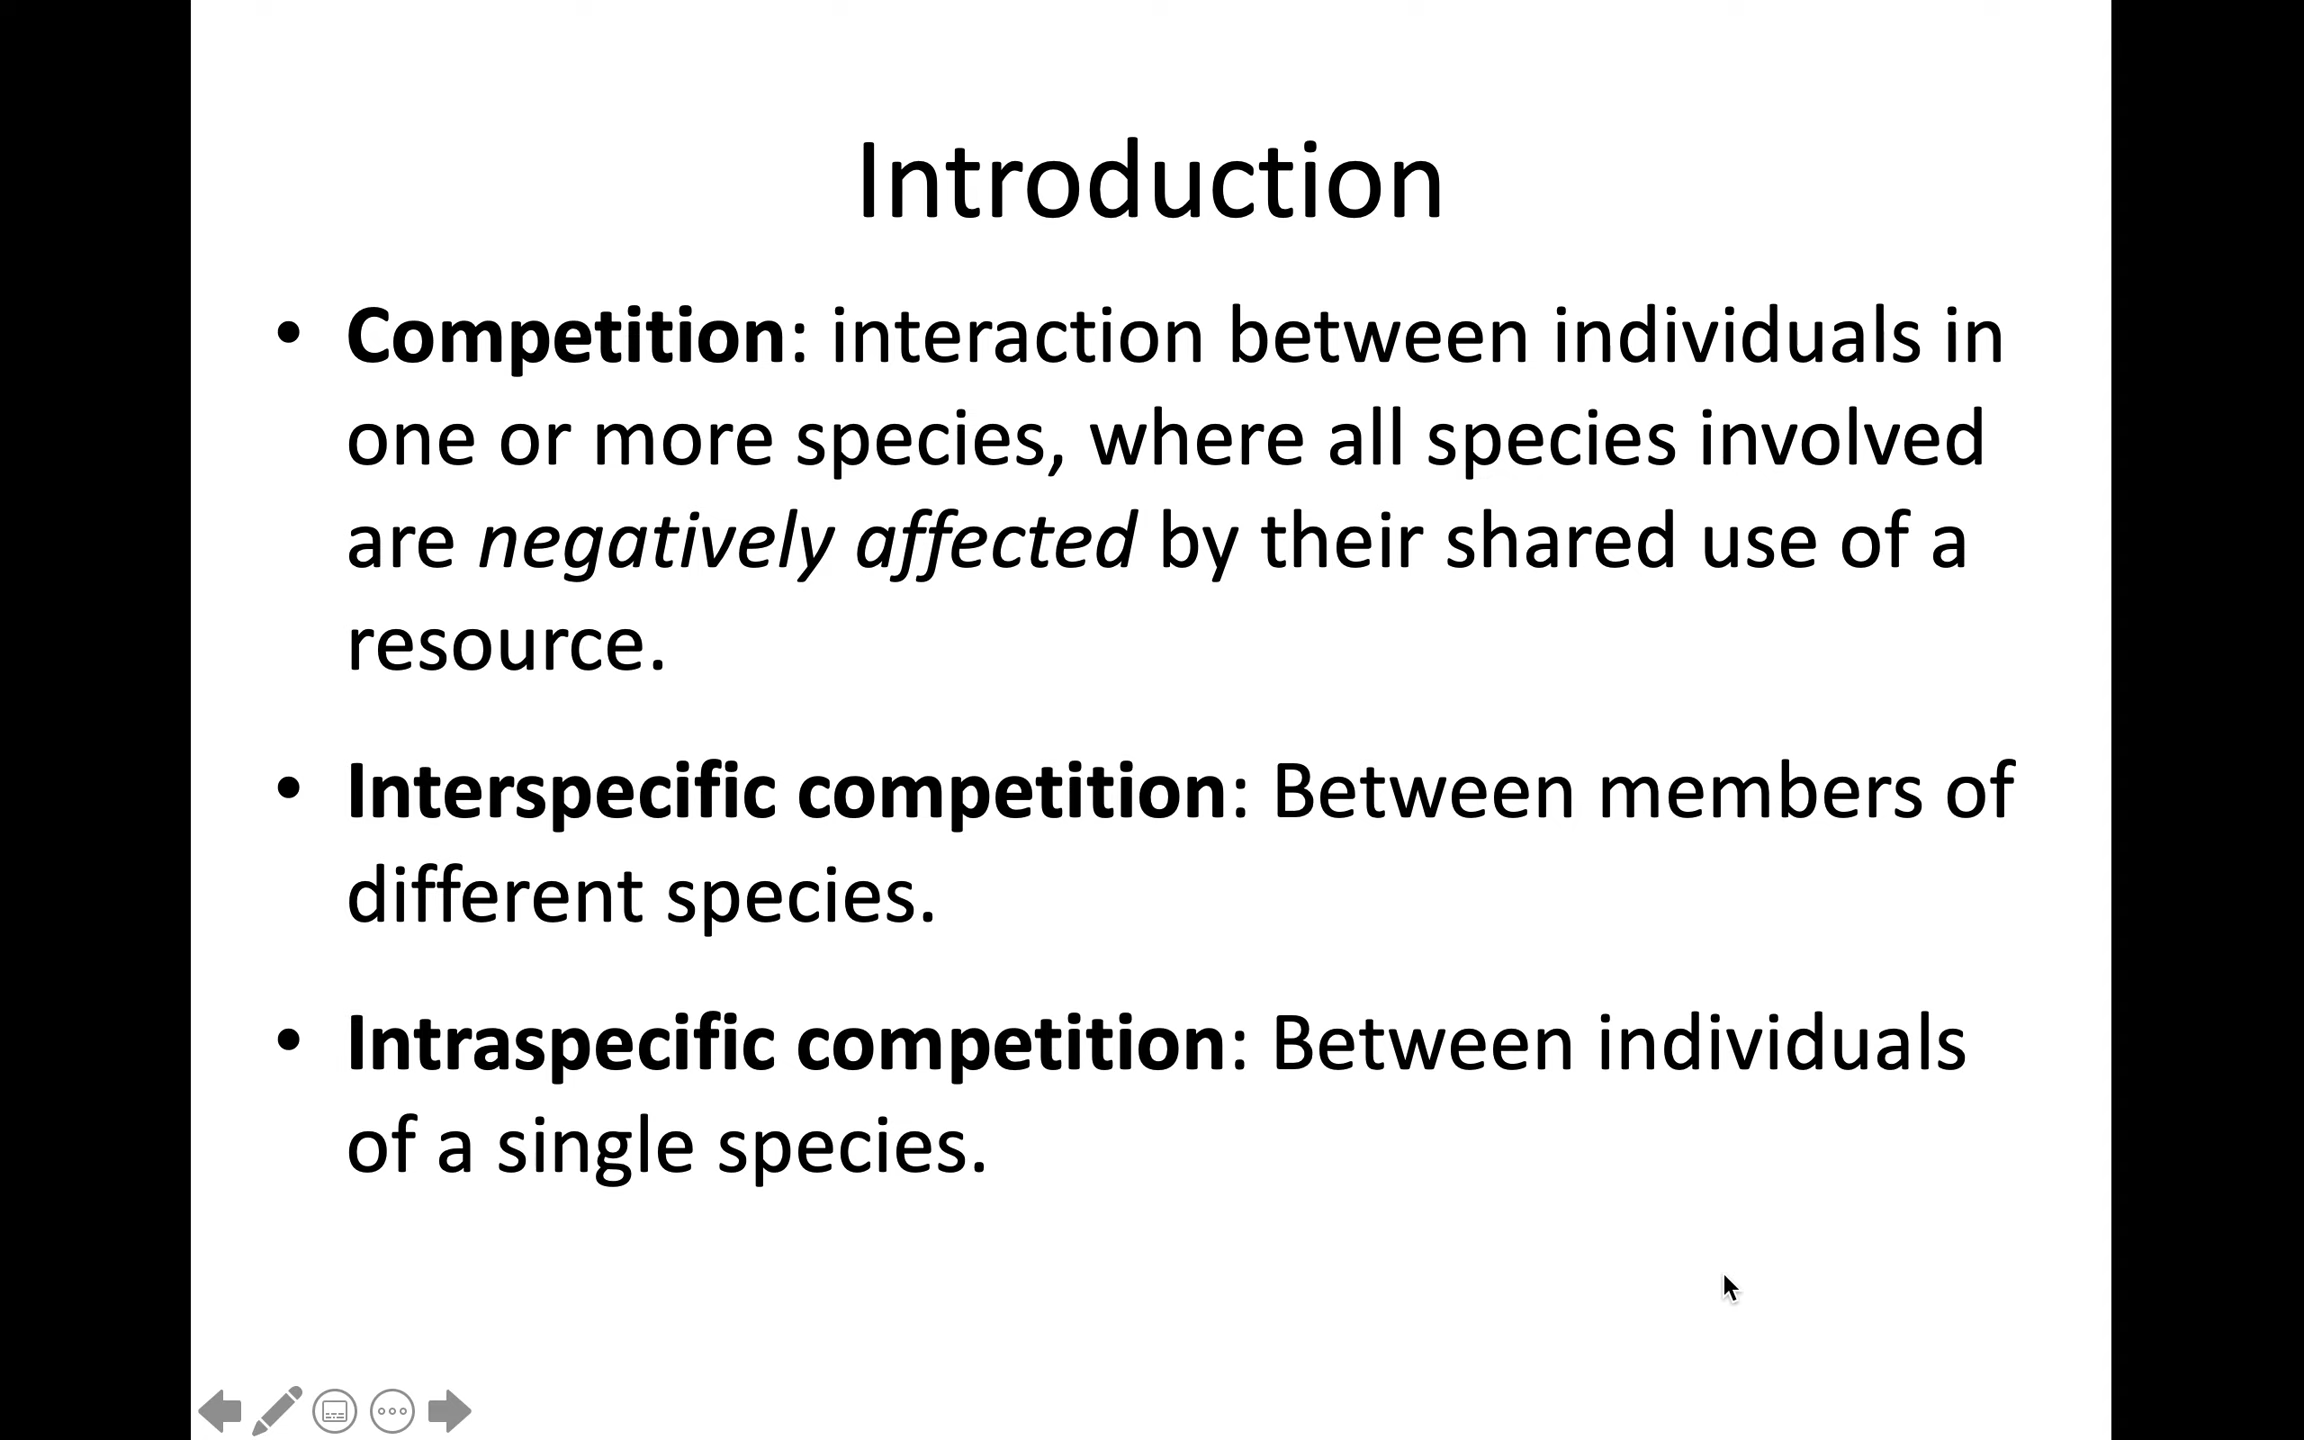 Introduction
• Competition: interaction between individuals in
one or more species, where all species involved
are negatively affected by their shared use of a
resource.
• Interspecific competition: Between members of
different species.
• Intraspecific competition: Between individuals
of a single species.